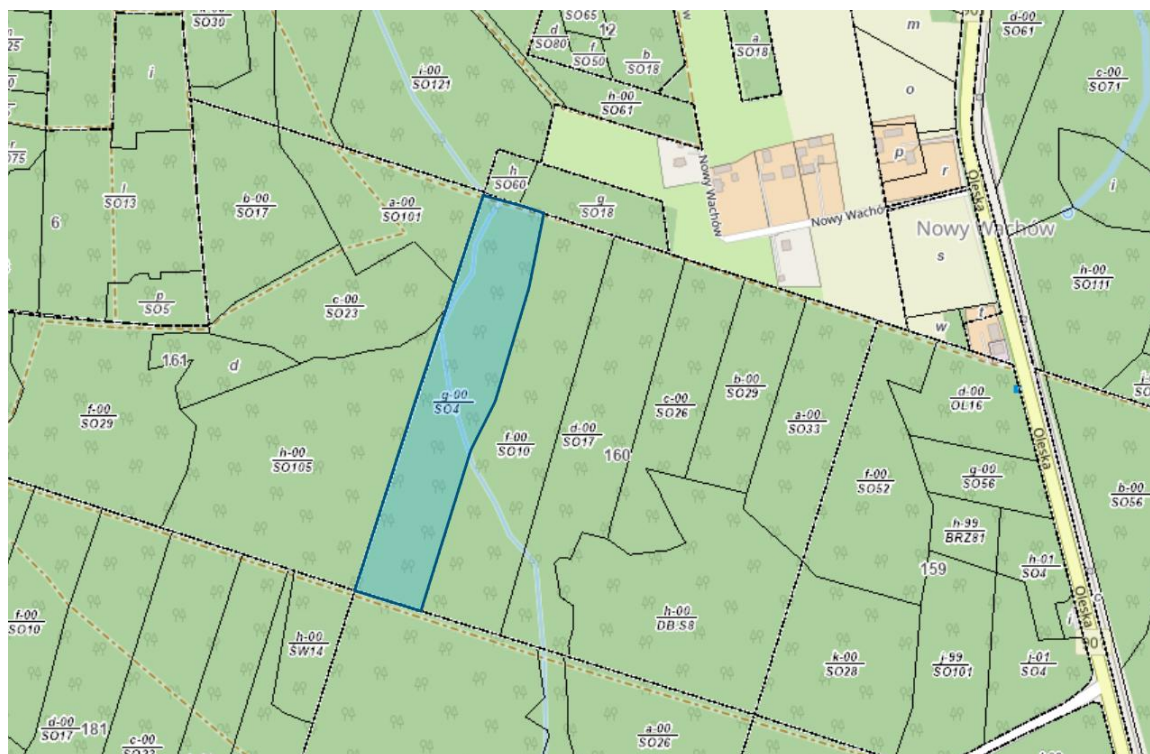 SO30
SO65
d
SO80
12
f
SO50
b
SO18
a
SO18
m
d-00
SO61
c-00
SO71
i
i-00
SO121
h-00
SO61
o
p
r
Nowy Wachów
Oleska
i
l
SO13
b-00
SO17
a-00
SO101
h
SO60
g
SO18
Nowy Wachów
6
s
h-00
SO111
p
SO5
c-00
SO23
w
t
161
d
g-00
SO4
f-00
SO29
h-00
SO105
f-00
SO10
d-00
SO17
c-00
SO26
b-00
SO29
a-00
SO33
160
d-00
OL16
Oleska
f-00
SO52
g-00
SO56
b-00
SO56
h-99
BRZ81
159
h-01
SO4
Oleska
i
f-00
SO10
h-00
SW14
h-00
DB.S8
k-00
SO28
j-99
SO101
j-01
SO4
d-00
SO17
181
c-00
a-00
SO26